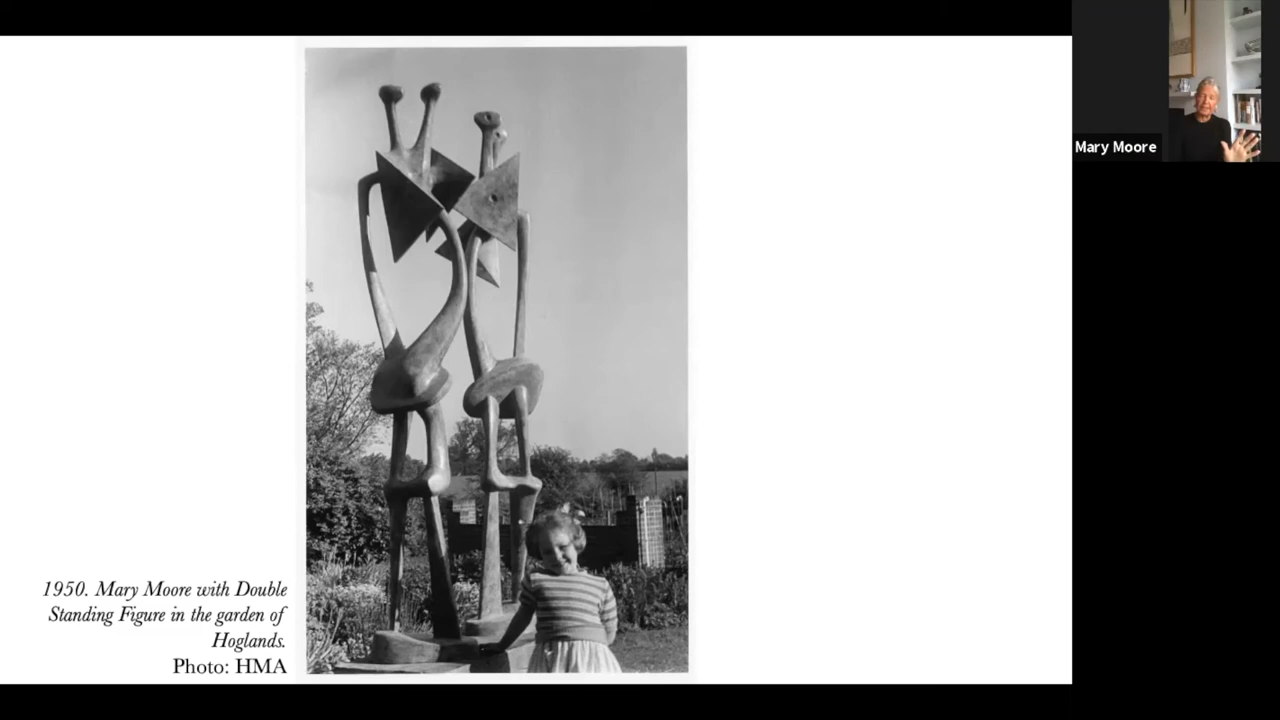 Mary Moore
1950. Mary Moore with Double
Standing Figure in the garden of
Hoglands.
Photo: HMA